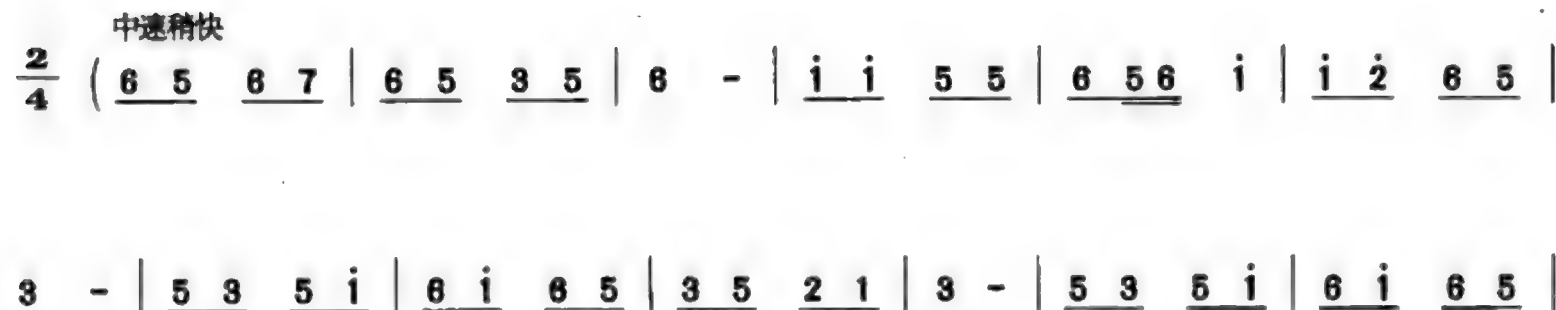 中速稍快
2/4 ( 6 5 6 7 | 6 5 3 5 | 6 - | i i 5 5 | 6 56 i | i 2̇ 6 5 |
3 - | 5 3 5 i | 6 i 6 5 | 3 5 2 1 | 3 - | 5 3 5 i | 6 i 6 5 |